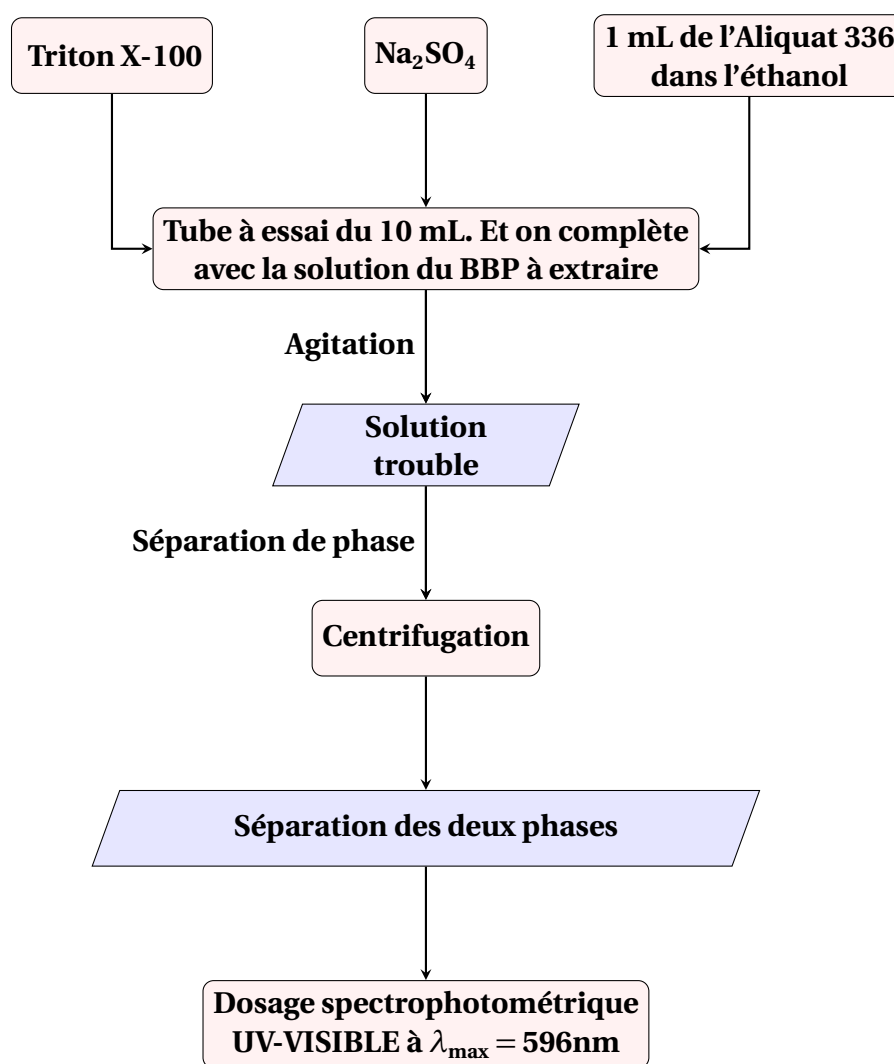 Triton X-100
Na₂SO₄
1 mL de l'Aliquat 336
dans l'éthanol
Tube à essai du 10 mL. Et on complète
avec la solution du BBP à extraire
Agitation
Solution
trouble
Séparation de phase
Centrifugation
Séparation des deux phases
Dosage spectrophotométrique
UV-VISIBLE à λmax = 596nm